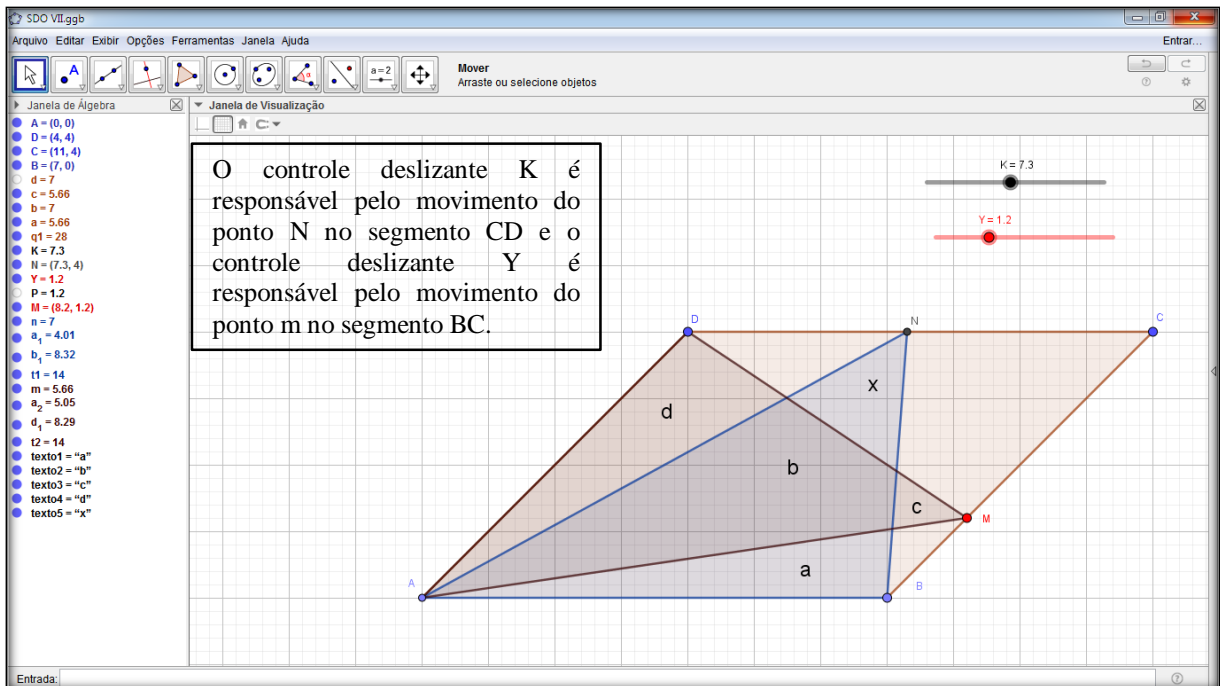 SDO VII.ggb
Arquivo Editar Exibir Opções Ferramentas Janela Ajuda
Entrar...
A
a=2
Mover
Arraste ou selecione objetos
Janela de Álgebra
Janela de Visualização
A = (0, 0)
D = (4, 4)
C = (11, 4)
B = (7, 0)
d = 7
c = 5.66
b = 7
a = 5.66
q1 = 28
K = 7.3
N = (7.3, 4)
Y = 1.2
P = 1.2
M = (8.2, 1.2)
n = 7
a₁ = 4.01
b₁ = 8.32
t1 = 14
m = 5.66
a₂ = 5.05
d₁ = 8.29
t2 = 14
texto1 = “a”
texto2 = “b”
texto3 = “c”
texto4 = “d”
texto5 = “x”
O controle deslizante K é
responsável pelo movimento do
ponto N no segmento CD e o
controle deslizante Y é
responsável pelo movimento do
ponto m no segmento BC.
K = 7.3
Y = 1.2
D
N
C
x
d
b
c
M
a
A
B
Entrada: